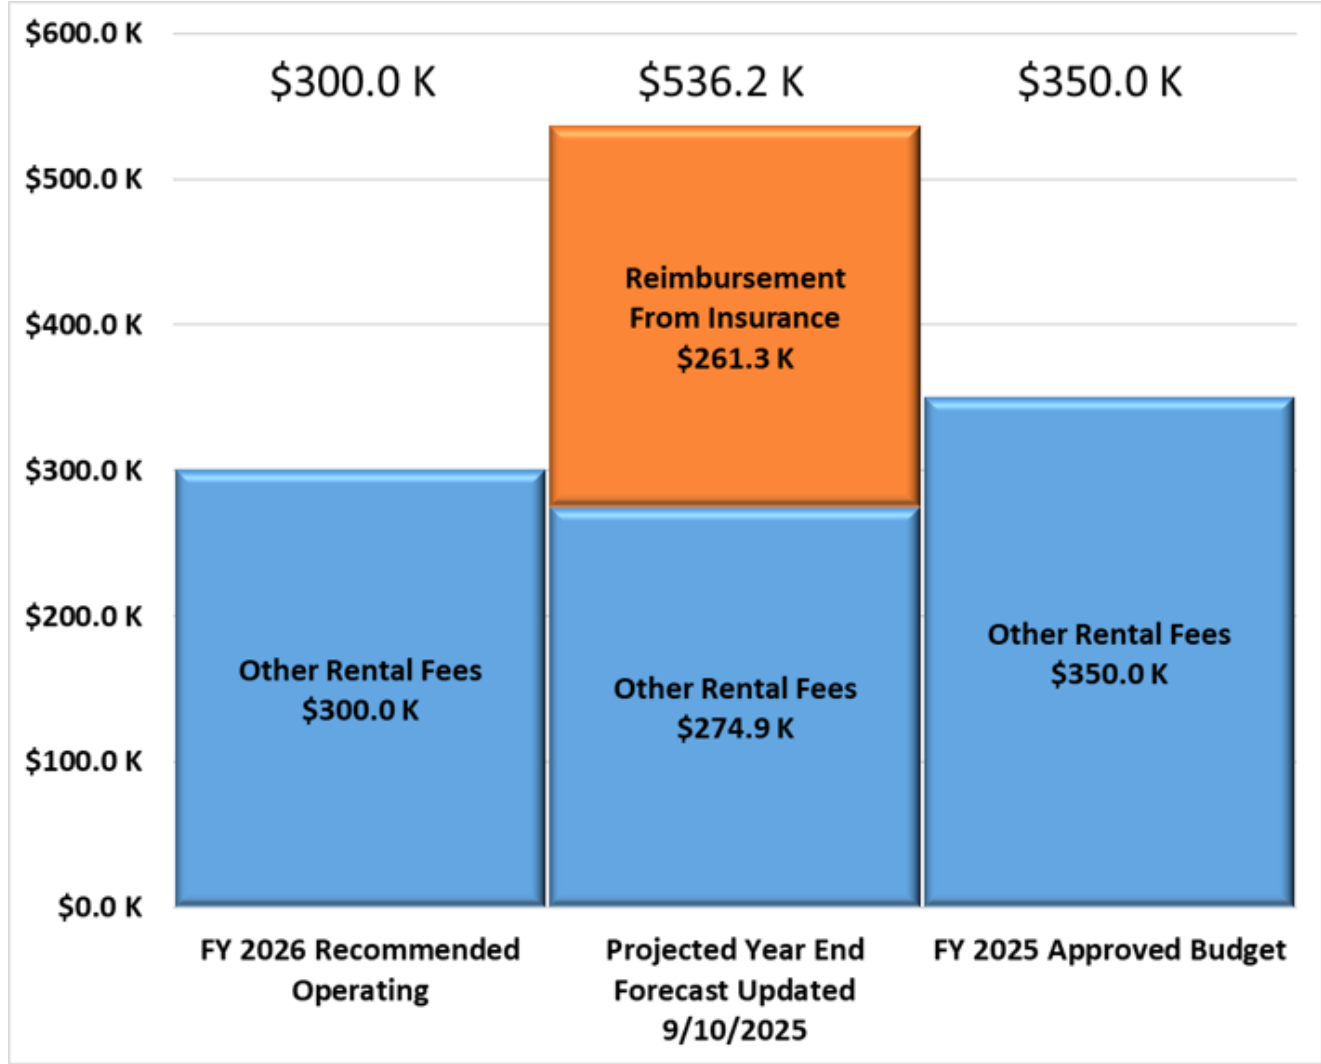 $600.0 K
$500.0 K
$400.0 K
$300.0 K
$200.0 K
$100.0 K
$0.0 K
$300.0 K
$536.2 K
$350.0 K
Other Rental Fees
$300.0 K
Reimbursement
From Insurance
$261.3 K
Other Rental Fees
$274.9 K
Other Rental Fees
$350.0 K
FY 2026 Recommended
Operating
Projected Year End
Forecast Updated
9/10/2025
FY 2025 Approved Budget